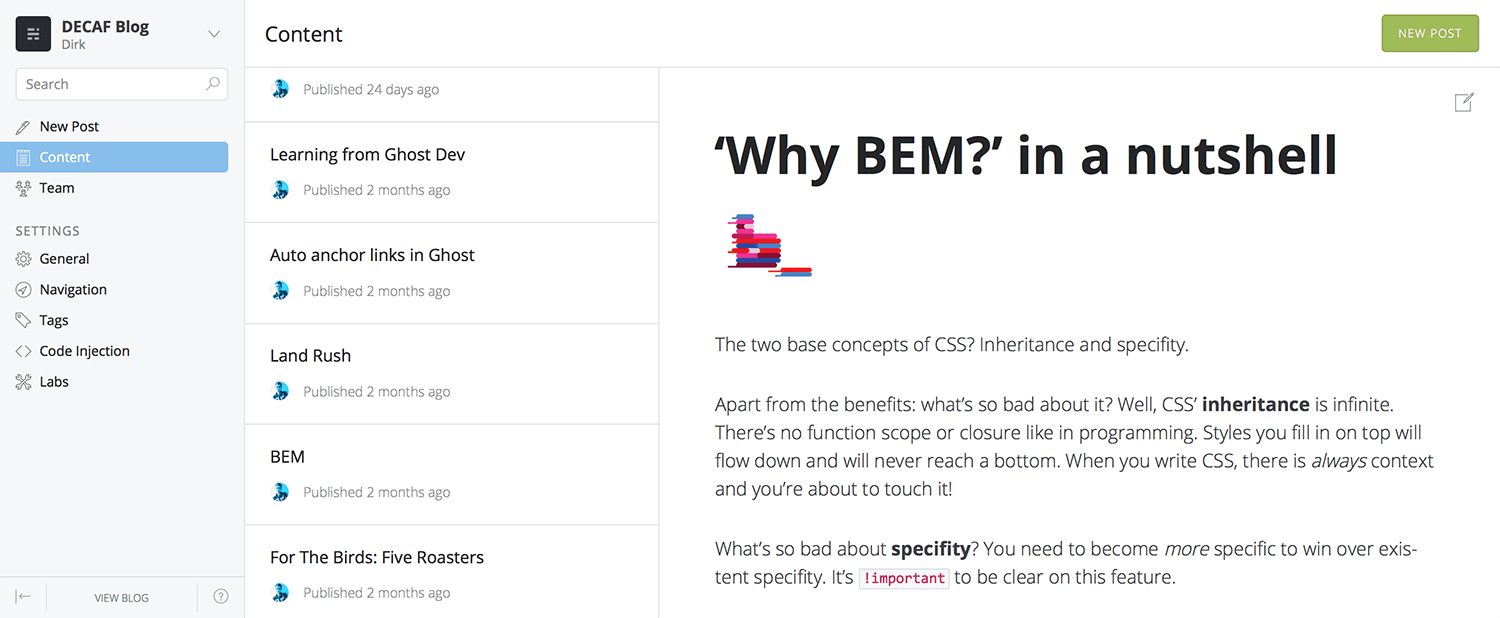 DECAF Blog
Dirk
Search
New Post
Content
Team
SETTINGS
General
Navigation
Tags
Code Injection
Labs
VIEW BLOG
?
Content
NEW POST
Published 24 days ago
Learning from Ghost Dev
Published 2 months ago
Auto anchor links in Ghost
Published 2 months ago
Land Rush
Published 2 months ago
BEM
Published 2 months ago
For The Birds: Five Roasters
Published 2 months ago
‘Why BEM?’ in a nutshell
The two base concepts of CSS? Inheritance and specifity.
Apart from the benefits: what’s so bad about it? Well, CSS’ inheritance is infinite.
There’s no function scope or closure like in programming. Styles you fill in on top will
flow down and will never reach a bottom. When you write CSS, there is always context
and you’re about to touch it!
What’s so bad about specifity? You need to become more specific to win over exis-
tent specifity. It’s !important to be clear on this feature.